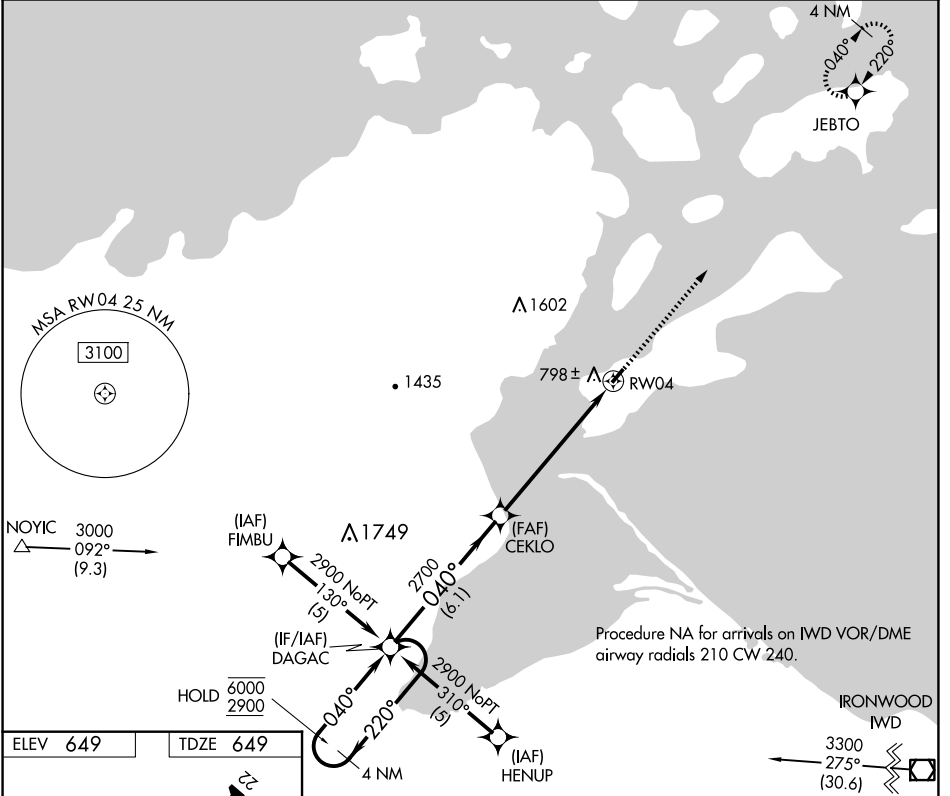 4 NM
040°
220°
JEBTO
MSA RW04 25 NM
3100
1602
1435
798±
RW04
NOYIC
3000
092°
(9.3)
(IAF)
FIMBU
1749
(FAF)
CEKLO
2900 NoPT
130°
(5)
2700
040°
(6.1)
(IF/IAF)
DAGAC
Procedure NA for arrivals on IWD VOR/DME
airway radials 210 CW 240.
2900 NoPT
310°
(5)
HOLD
6000
2900
040°
220°
4 NM
(IAF)
HENUP
IRONWOOD
IWD
3300
275°
(30.6)
ELEV 649
TDZE 649
22